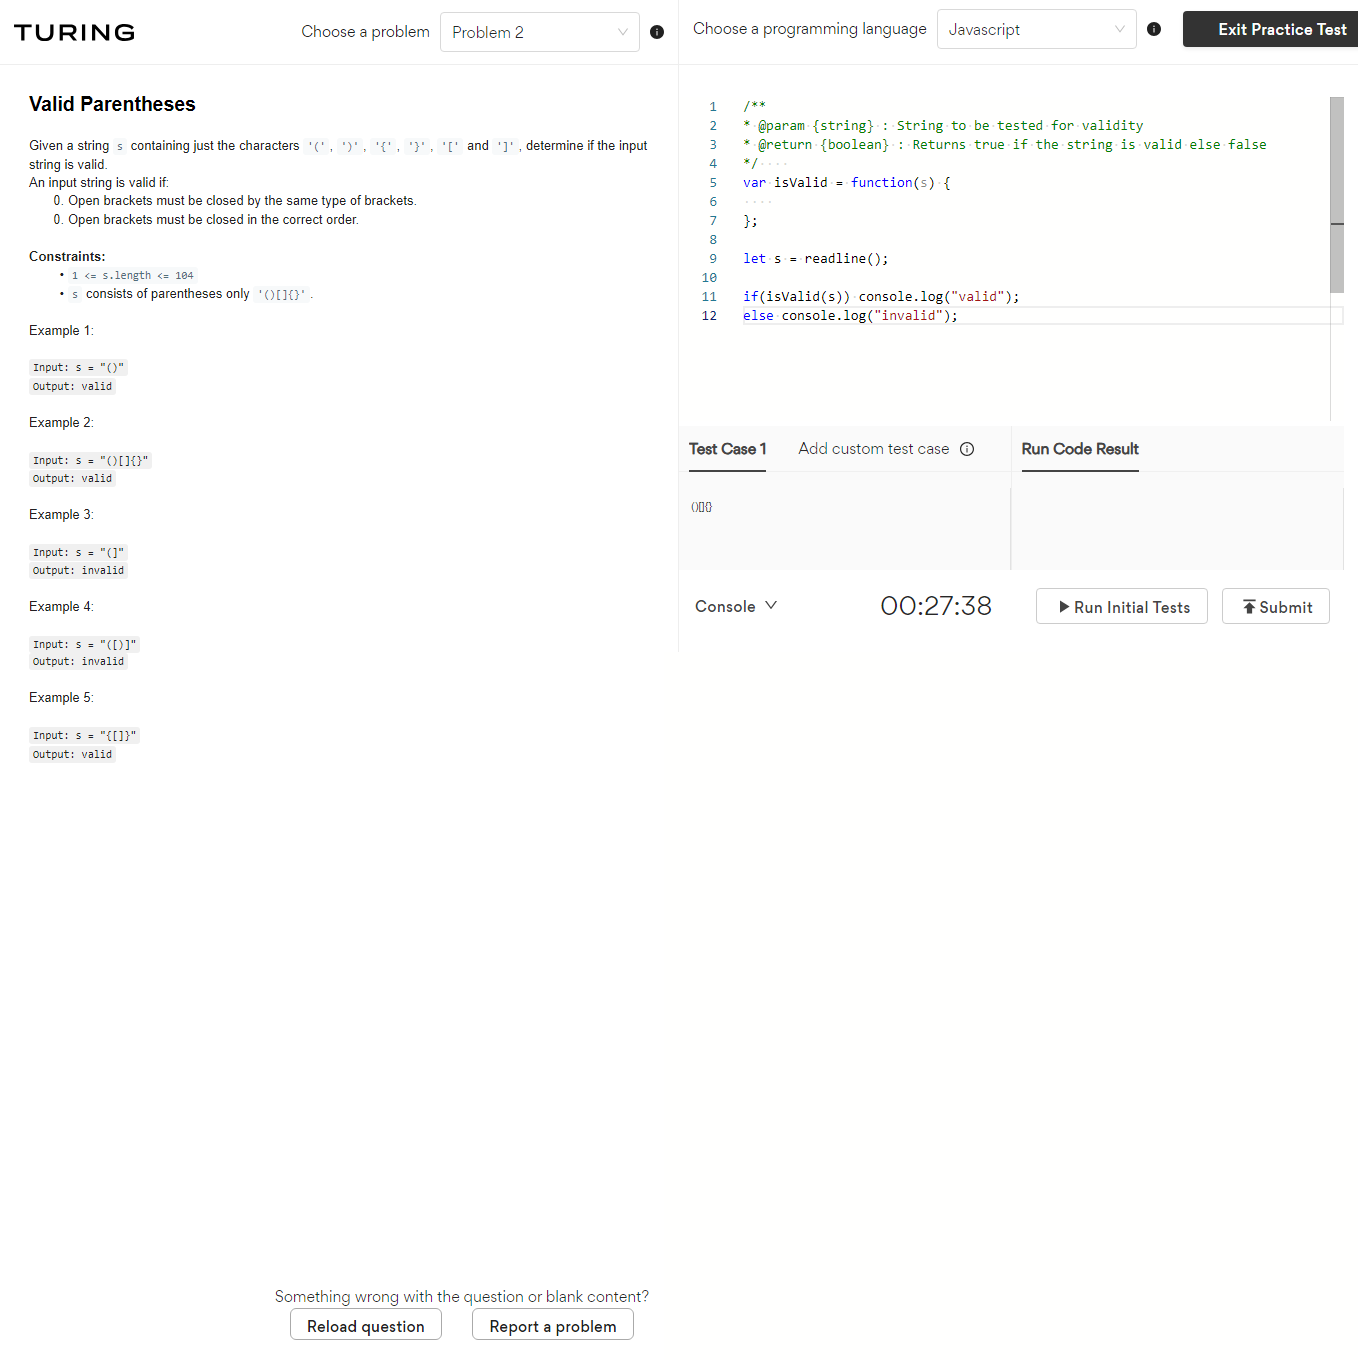 TURING
Choose a problem
Problem 2
Choose a programming language
Javascript
Exit Practice Test
Valid Parentheses
Given a string s containing just the characters '(', ')', '{', '}', '[' and ']', determine if the input
string is valid.
An input string is valid if:
0. Open brackets must be closed by the same type of brackets.
0. Open brackets must be closed in the correct order.
Constraints:
• 1 <= s.length <= 104
• s consists of parentheses only '()[]{}'.
Example 1:
Input: s = "()"
Output: valid
Example 2:
Input: s = "()[]{}"
Output: valid
Example 3:
Input: s = "(]"
Output: invalid
Example 4:
Input: s = "([)]"
Output: invalid
Example 5:
Input: s = "{[]}"
Output: valid
Something wrong with the question or blank content?
Reload question
Report a problem
1 /**
2 * @param {string} : String to be tested for validity
3 * @return {boolean} : Returns true if the string is valid else false
4 */
5 var isValid = function(s) {
6
7 };
8
9 let s = readline();
10
11 if(isValid(s)) console.log("valid");
12 else console.log("invalid");
Test Case 1
Add custom test case
Run Code Result
()[]{}
Console
00:27:38
Run Initial Tests
Submit